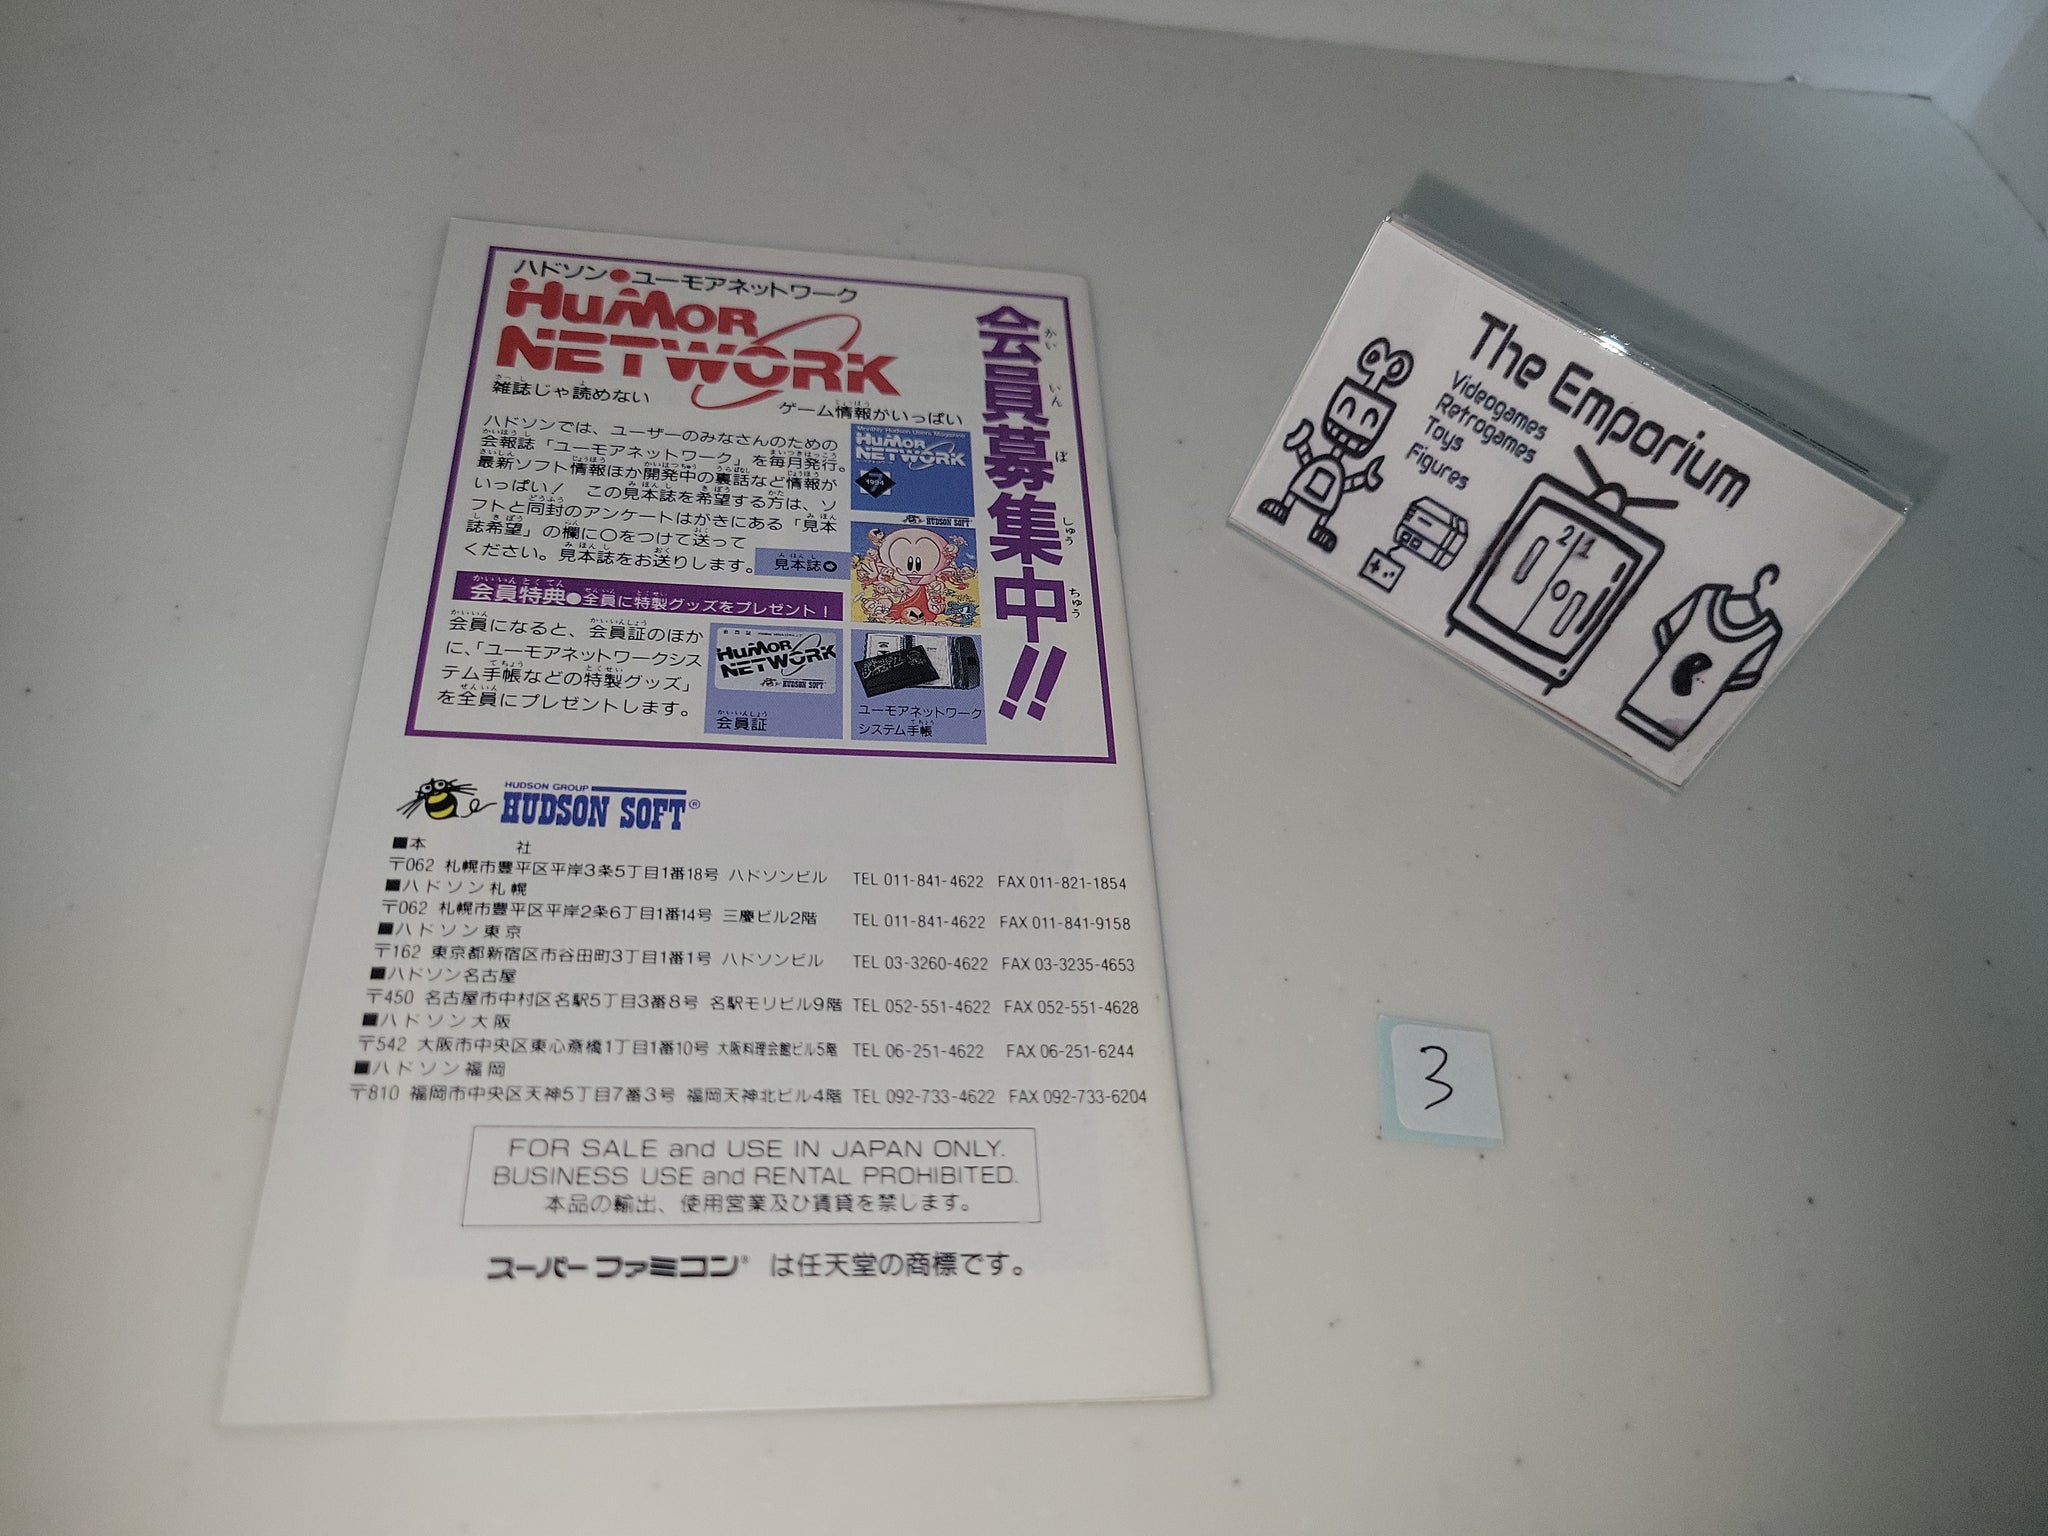 ハドソン●ユーモアネットワーク
HuMOR
NETWORK
雑誌じゃ読めない
ゲーム情報がいっぱい
会員募集中!!
ハドソンでは、ユーザーのみなさんのための
会報誌「ユーモアネットワーク」を毎月発行。
最新ソフト情報ほか開発中の裏話など情報が
いっぱい! この見本誌を希望する方は、ソ
フトと同封のアンケートはがきにある「見本
誌希望」の欄に○をつけて送って
ください。見本誌をお送りします。
見本誌
Monthly Hudson Users Magazine
HuMOR
NETWORK
1994
HUDSON SOFT
会員特典●全員に特製グッズをプレゼント!
会員になると、会員証のほか
に、「ユーモアネットワークシス
テム手帳などの特製グッズ」
を全員にプレゼントします。
HuMOR
NETWORK
HUDSON SOFT
会員証
ユーモアネットワーク
システム手帳
HUDSON GROUP
HUDSON SOFT®
■本 社
〒062 札幌市豊平区平岸3条5丁目1番18号 ハドソンビル TEL 011-841-4622 FAX 011-821-1854
■ハドソン札幌
〒062 札幌市豊平区平岸2条6丁目1番14号 三慶ビル2階 TEL 011-841-4622 FAX 011-841-9158
■ハドソン東京
〒162 東京都新宿区市谷田町3丁目1番1号 ハドソンビル TEL 03-3260-4622 FAX 03-3235-4653
■ハドソン名古屋
〒450 名古屋市中村区名駅5丁目3番8号 名駅モリビル9階 TEL 052-551-4622 FAX 052-551-4628
■ハドソン大阪
〒542 大阪市中央区東心斎橋1丁目1番10号 大阪料理会館ビル5階 TEL 06-251-4622 FAX 06-251-6244
■ハドソン福岡
〒810 福岡市中央区天神5丁目7番3号 福岡天神北ビル4階 TEL 092-733-4622 FAX 092-733-6204
FOR SALE and USE IN JAPAN ONLY.
BUSINESS USE and RENTAL PROHIBITED.
本品の輸出、使用営業及び賃貸を禁じます。
スーパーファミコン® は任天堂の商標です。
The Emporium
Videogames
Retrogames
Toys
Figures
21
3